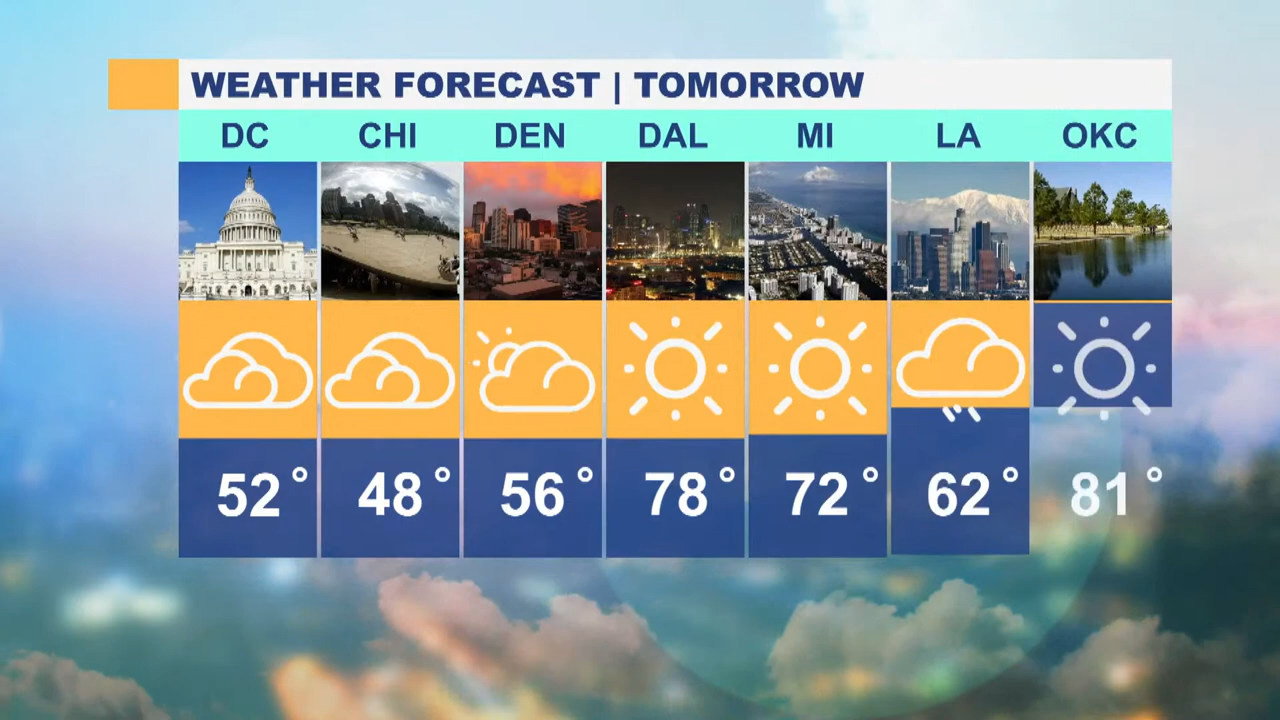 WEATHER FORECAST | TOMORROW
DC CHI DEN DAL MI LA OKC
52° 48° 56° 78° 72° 62° 81°